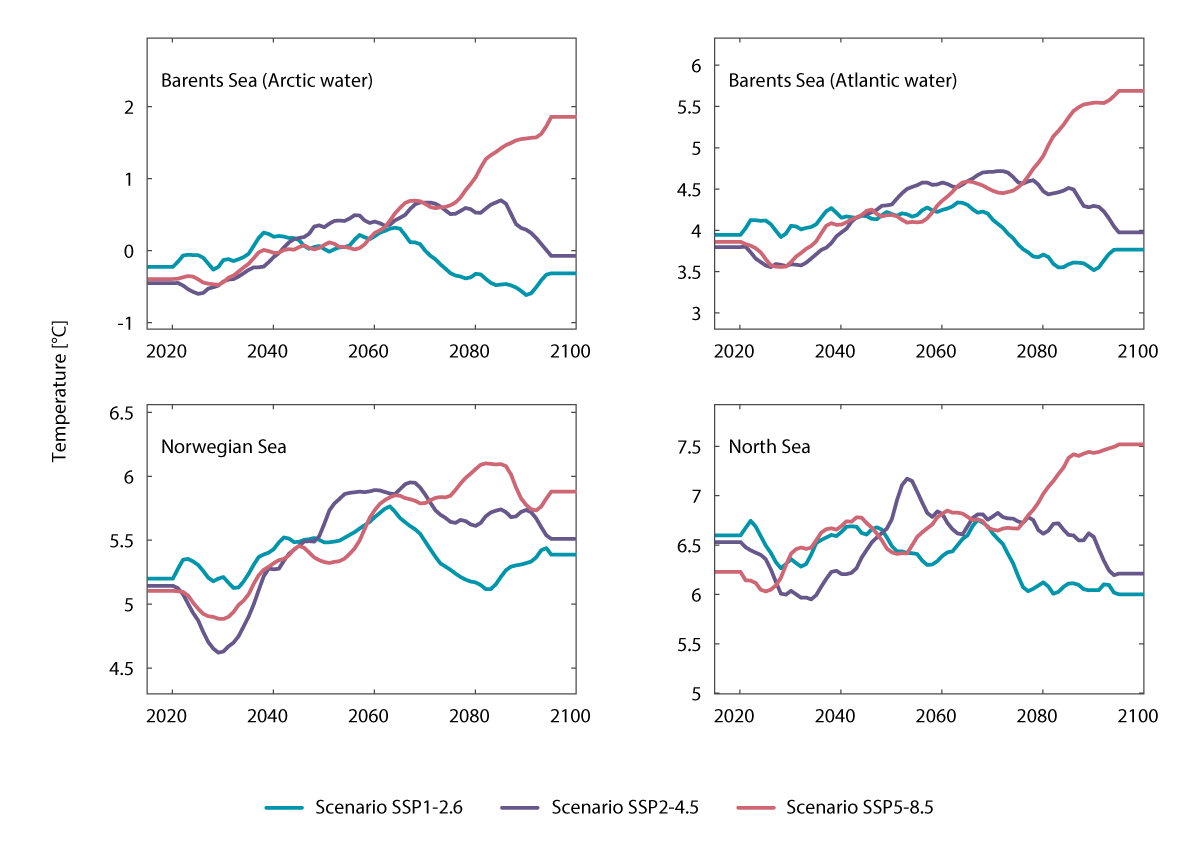 Barents Sea (Arctic water)
2
1
0
-1
2020 2040 2060 2080 2100
Barents Sea (Atlantic water)
6
5.5
5
4.5
4
3.5
3
2020 2040 2060 2080 2100
Temperature [°C]
Norwegian Sea
6.5
6
5.5
5
4.5
2020 2040 2060 2080 2100
North Sea
7.5
7
6.5
6
5.5
5
2020 2040 2060 2080 2100
Scenario SSP1-2.6 Scenario SSP2-4.5 Scenario SSP5-8.5